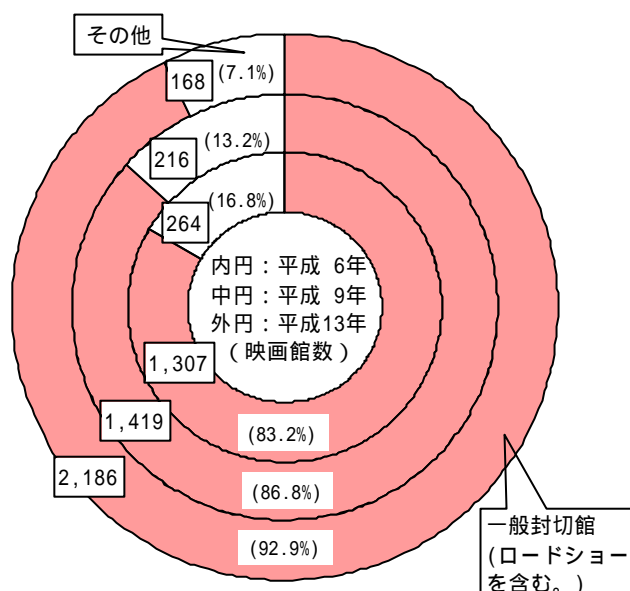 その他
168 (7.1%)
216 (13.2%)
264 (16.8%)
内円：平成 6年
中円：平成 9年
外円：平成13年
（映画館数）
1,307
1,419
2,186
(83.2%)
(86.8%)
(92.9%)
一般封切館
(ロードショー
を含む。)